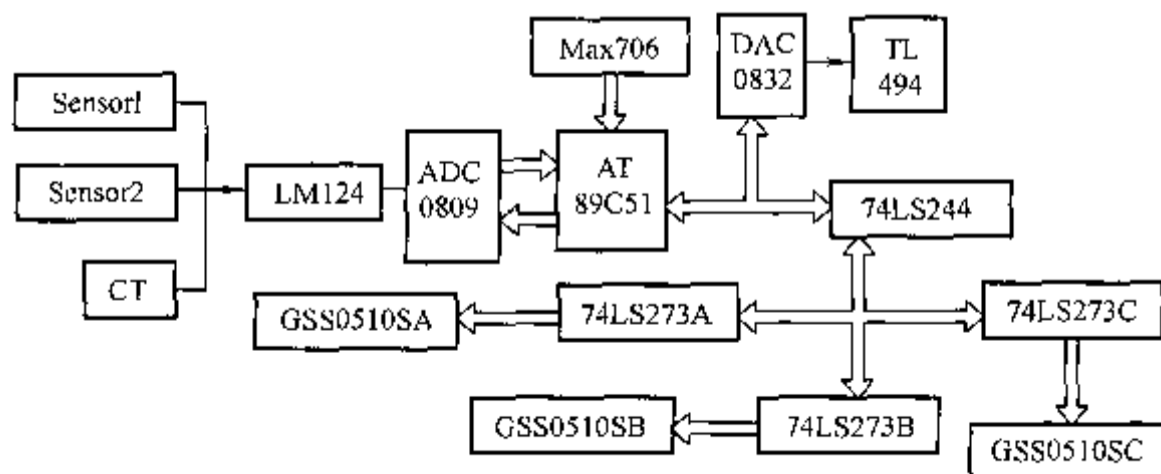 Max706
DAC
0832
TL
494
Sensor1
Sensor2
CT
LM124
ADC
0809
AT
89C51
74LS244
GSS0510SA
74LS273A
74LS273C
GSS0510SB
74LS273B
GSS0510SC